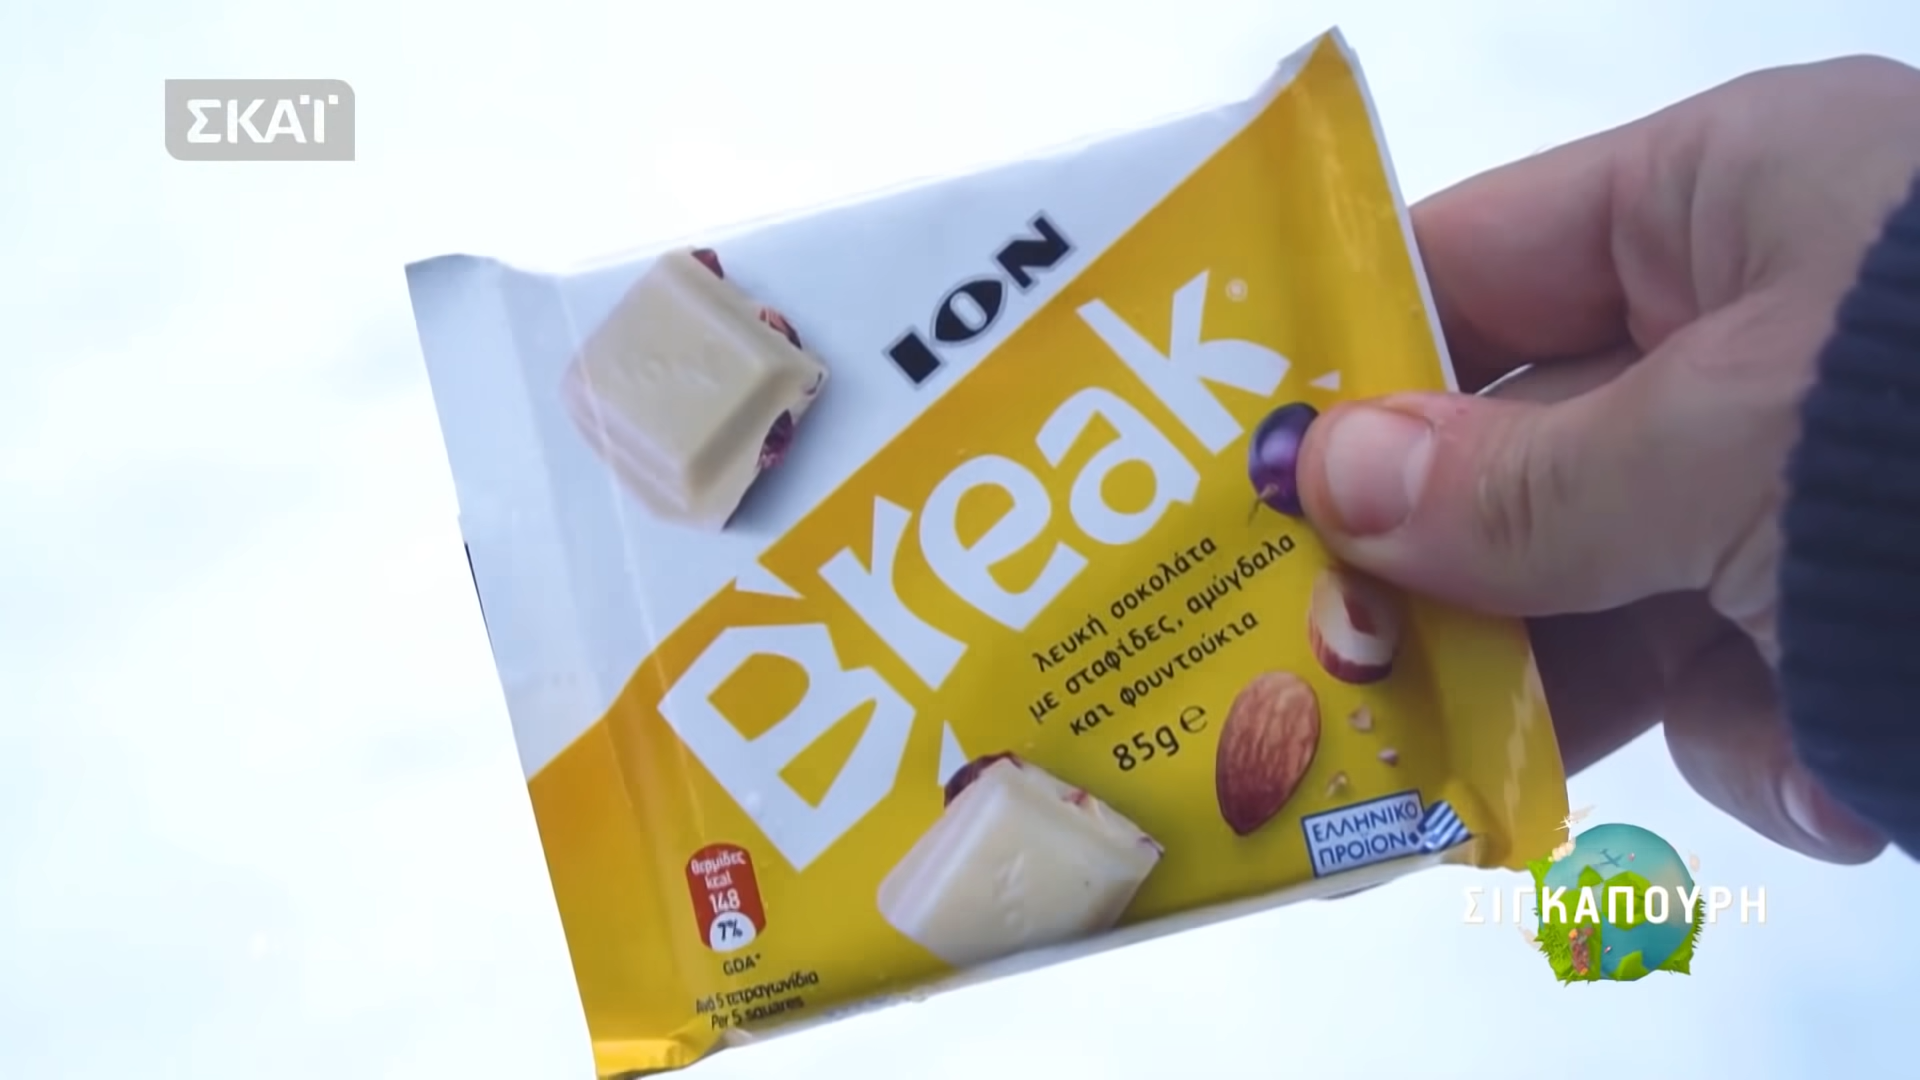 ΣΚΑΪ
ION
Break®
λευκή σοκολάτα
με σταφίδες, αμύγδαλα
και φουντούκια
85g ℮
ΕΛΛΗΝΙΚΟ
ΠΡΟΪΟΝ
ΣΙΓΚΑΠΟΥΡΗ
θερμίδες
kcal
148
7%
GDA*
Ανά 5 τετραγωνίδια
Per 5 squares